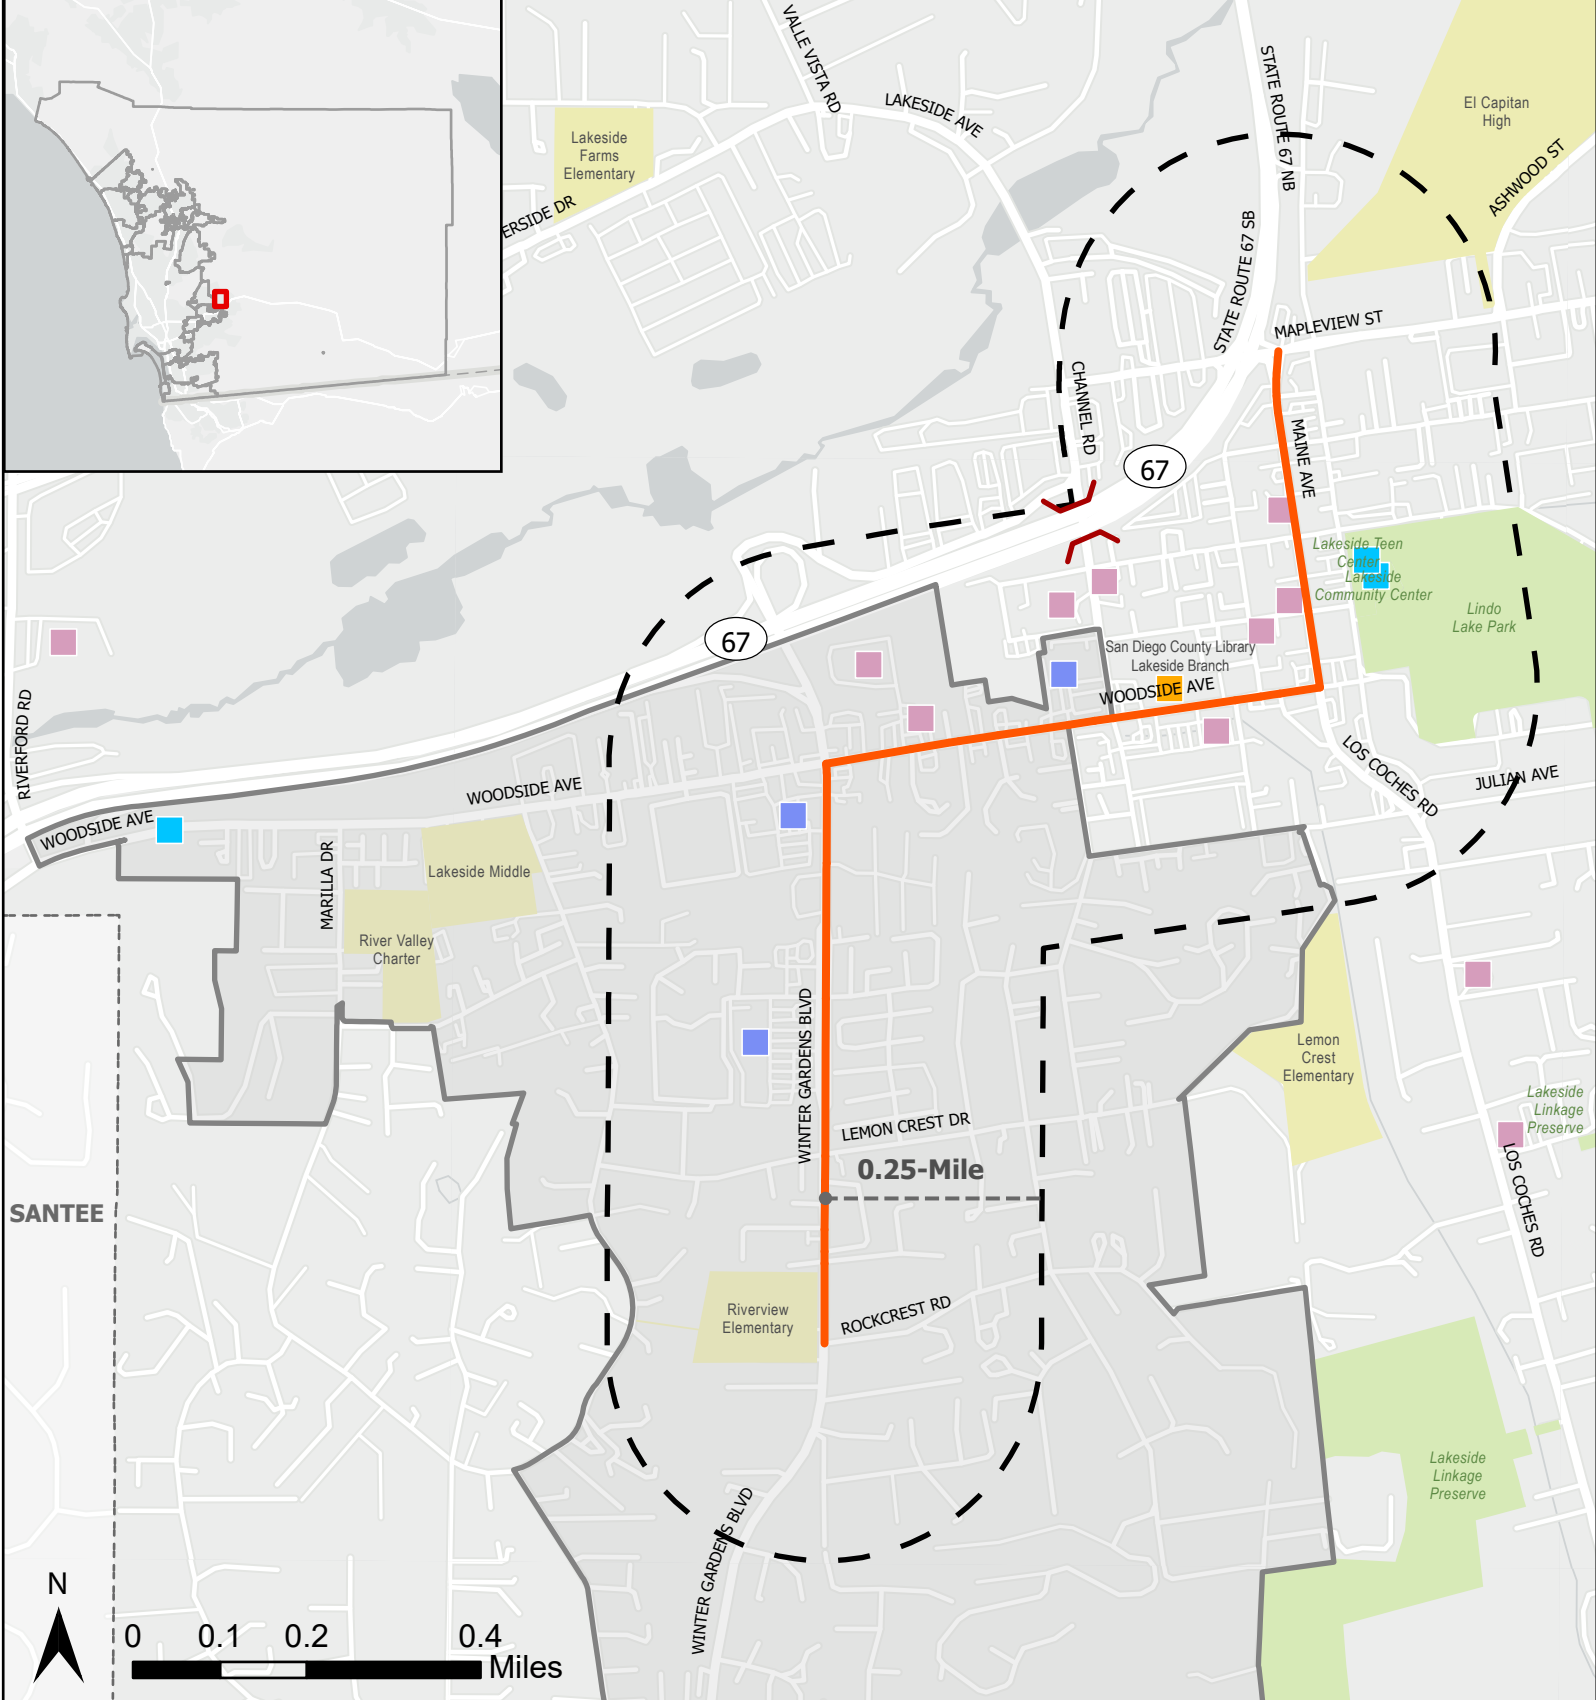 VALLE VISTA RD
LAKESIDE AVE
STATE ROUTE 67 NB
El Capitan
High
Lakeside
Farms
Elementary
ASHWOOD ST
ERSIDE DR
STATE ROUTE 67 SB
MAPLEVIEW ST
CHANNEL RD
MAINE AVE
67
Lakeside Teen
Center
Lakeside
Community Center
Lindo
Lake Park
67
San Diego County Library
Lakeside Branch
WOODSIDE AVE
RIVERFORD RD
LOS COCHES RD
JULIAN AVE
WOODSIDE AVE
WOODSIDE AVE
MARILLA DR
Lakeside Middle
River Valley
Charter
WINTER GARDENS BLVD
Lemon
Crest
Elementary
LEMON CREST DR
Lakeside
Linkage
Preserve
0.25-Mile
LOS COCHES RD
SANTEE
Riverview
Elementary
ROCKCREST RD
Lakeside
Linkage
Preserve
WINTER GARDENS BLVD
N
0 0.1 0.2 0.4
Miles